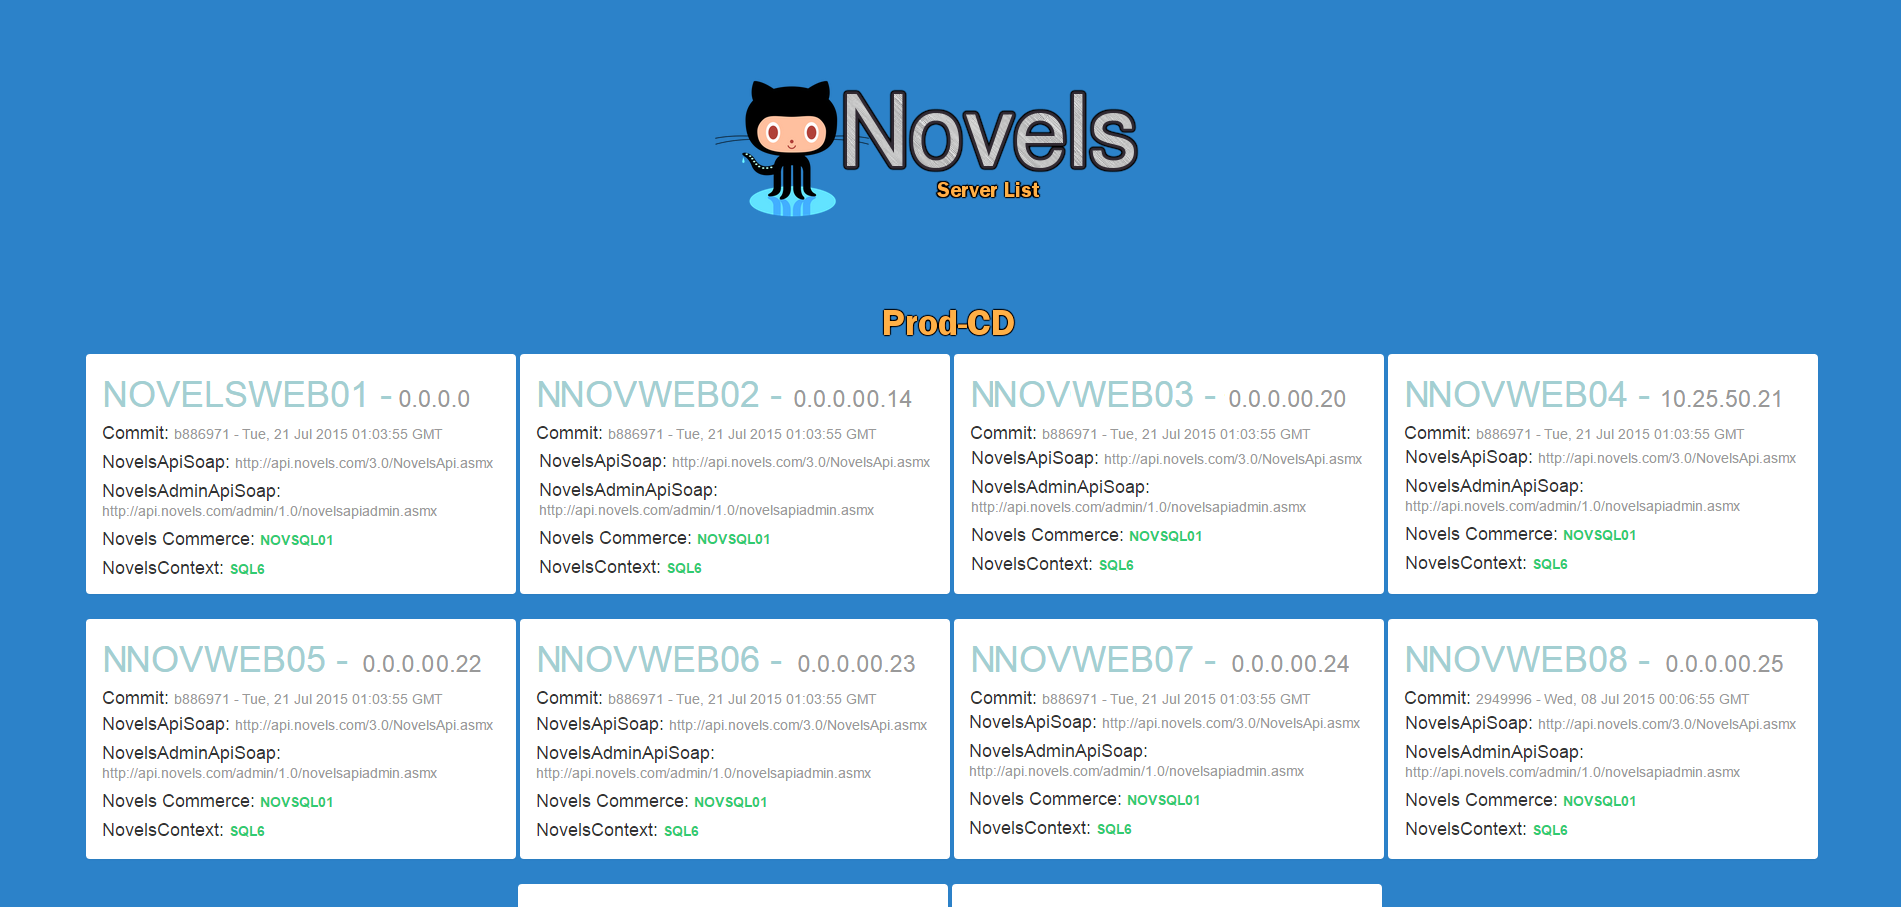 Novels
Server List
Prod-CD
NOVELSWEB01 - 0.0.0.0
Commit: b886971 - Tue, 21 Jul 2015 01:03:55 GMT
NovelsApiSoap: http://api.novels.com/3.0/NovelsApi.asmx
NovelsAdminApiSoap:
http://api.novels.com/admin/1.0/novelsapiadmin.asmx
Novels Commerce: NOVSQL01
NovelsContext: SQL6
NNOVWEB02 - 0.0.0.00.14
Commit: b886971 - Tue, 21 Jul 2015 01:03:55 GMT
NovelsApiSoap: http://api.novels.com/3.0/NovelsApi.asmx
NovelsAdminApiSoap:
http://api.novels.com/admin/1.0/novelsapiadmin.asmx
Novels Commerce: NOVSQL01
NovelsContext: SQL6
NNOVWEB03 - 0.0.0.00.20
Commit: b886971 - Tue, 21 Jul 2015 01:03:55 GMT
NovelsApiSoap: http://api.novels.com/3.0/NovelsApi.asmx
NovelsAdminApiSoap:
http://api.novels.com/admin/1.0/novelsapiadmin.asmx
Novels Commerce: NOVSQL01
NovelsContext: SQL6
NNOVWEB04 - 10.25.50.21
Commit: b886971 - Tue, 21 Jul 2015 01:03:55 GMT
NovelsApiSoap: http://api.novels.com/3.0/NovelsApi.asmx
NovelsAdminApiSoap:
http://api.novels.com/admin/1.0/novelsapiadmin.asmx
Novels Commerce: NOVSQL01
NovelsContext: SQL6
NNOVWEB05 - 0.0.0.00.22
Commit: b886971 - Tue, 21 Jul 2015 01:03:55 GMT
NovelsApiSoap: http://api.novels.com/3.0/NovelsApi.asmx
NovelsAdminApiSoap:
http://api.novels.com/admin/1.0/novelsapiadmin.asmx
Novels Commerce: NOVSQL01
NovelsContext: SQL6
NNOVWEB06 - 0.0.0.00.23
Commit: b886971 - Tue, 21 Jul 2015 01:03:55 GMT
NovelsApiSoap: http://api.novels.com/3.0/NovelsApi.asmx
NovelsAdminApiSoap:
http://api.novels.com/admin/1.0/novelsapiadmin.asmx
Novels Commerce: NOVSQL01
NovelsContext: SQL6
NNOVWEB07 - 0.0.0.00.24
Commit: b886971 - Tue, 21 Jul 2015 01:03:55 GMT
NovelsApiSoap: http://api.novels.com/3.0/NovelsApi.asmx
NovelsAdminApiSoap:
http://api.novels.com/admin/1.0/novelsapiadmin.asmx
Novels Commerce: NOVSQL01
NovelsContext: SQL6
NNOVWEB08 - 0.0.0.00.25
Commit: 2949996 - Wed, 08 Jul 2015 00:06:55 GMT
NovelsApiSoap: http://api.novels.com/3.0/NovelsApi.asmx
NovelsAdminApiSoap:
http://api.novels.com/admin/1.0/novelsapiadmin.asmx
Novels Commerce: NOVSQL01
NovelsContext: SQL6